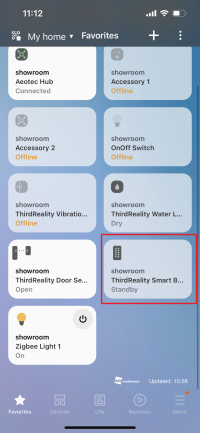 11:12
My home ▾ Favorites
showroom
Aeotec Hub
Connected
showroom
Accessory 1
Offline
showroom
Accessory 2
Offline
showroom
OnOff Switch
Offline
showroom
ThirdReality Vibratio...
Offline
showroom
ThirdReality Water L...
Dry
showroom
ThirdReality Door Se...
Open
showroom
ThirdReality Smart B...
Standby
showroom
Zigbee Light 1
On
Updated: 10:58
Favorites
Devices
Life
Routines
Menu